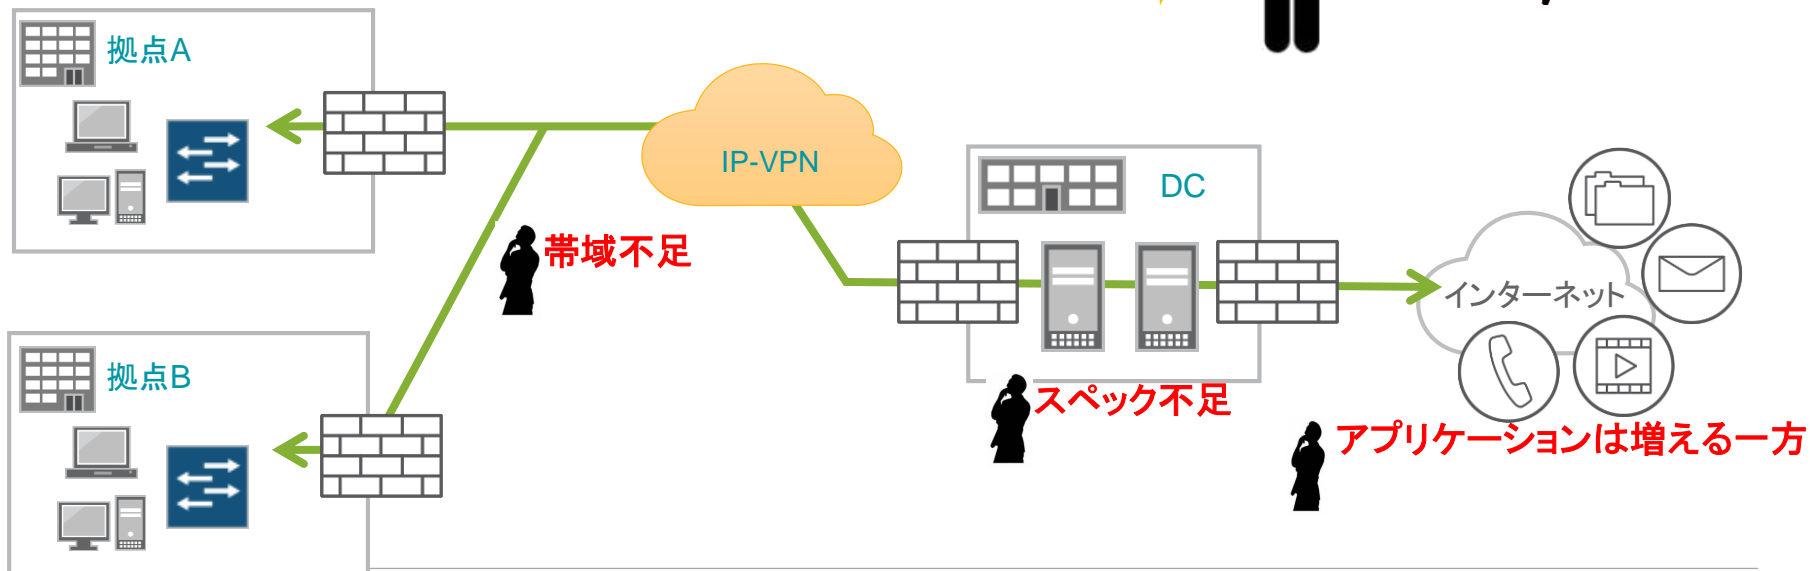 拠点A
IP-VPN
DC
帯域不足
インターネット
拠点B
スペック不足
アプリケーションは増える一方